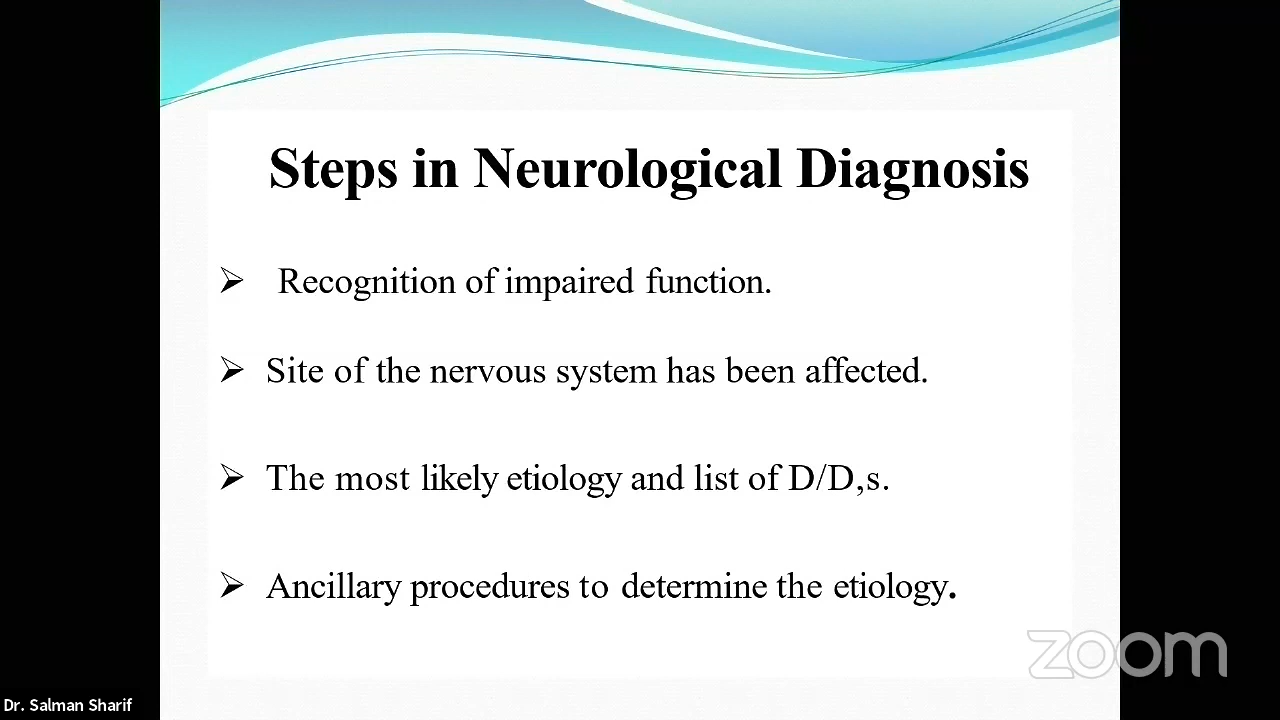 Steps in Neurological Diagnosis
Recognition of impaired function.
Site of the nervous system has been affected.
The most likely etiology and list of D/D,s.
Ancillary procedures to determine the etiology.
zoom
Dr. Salman Sharif